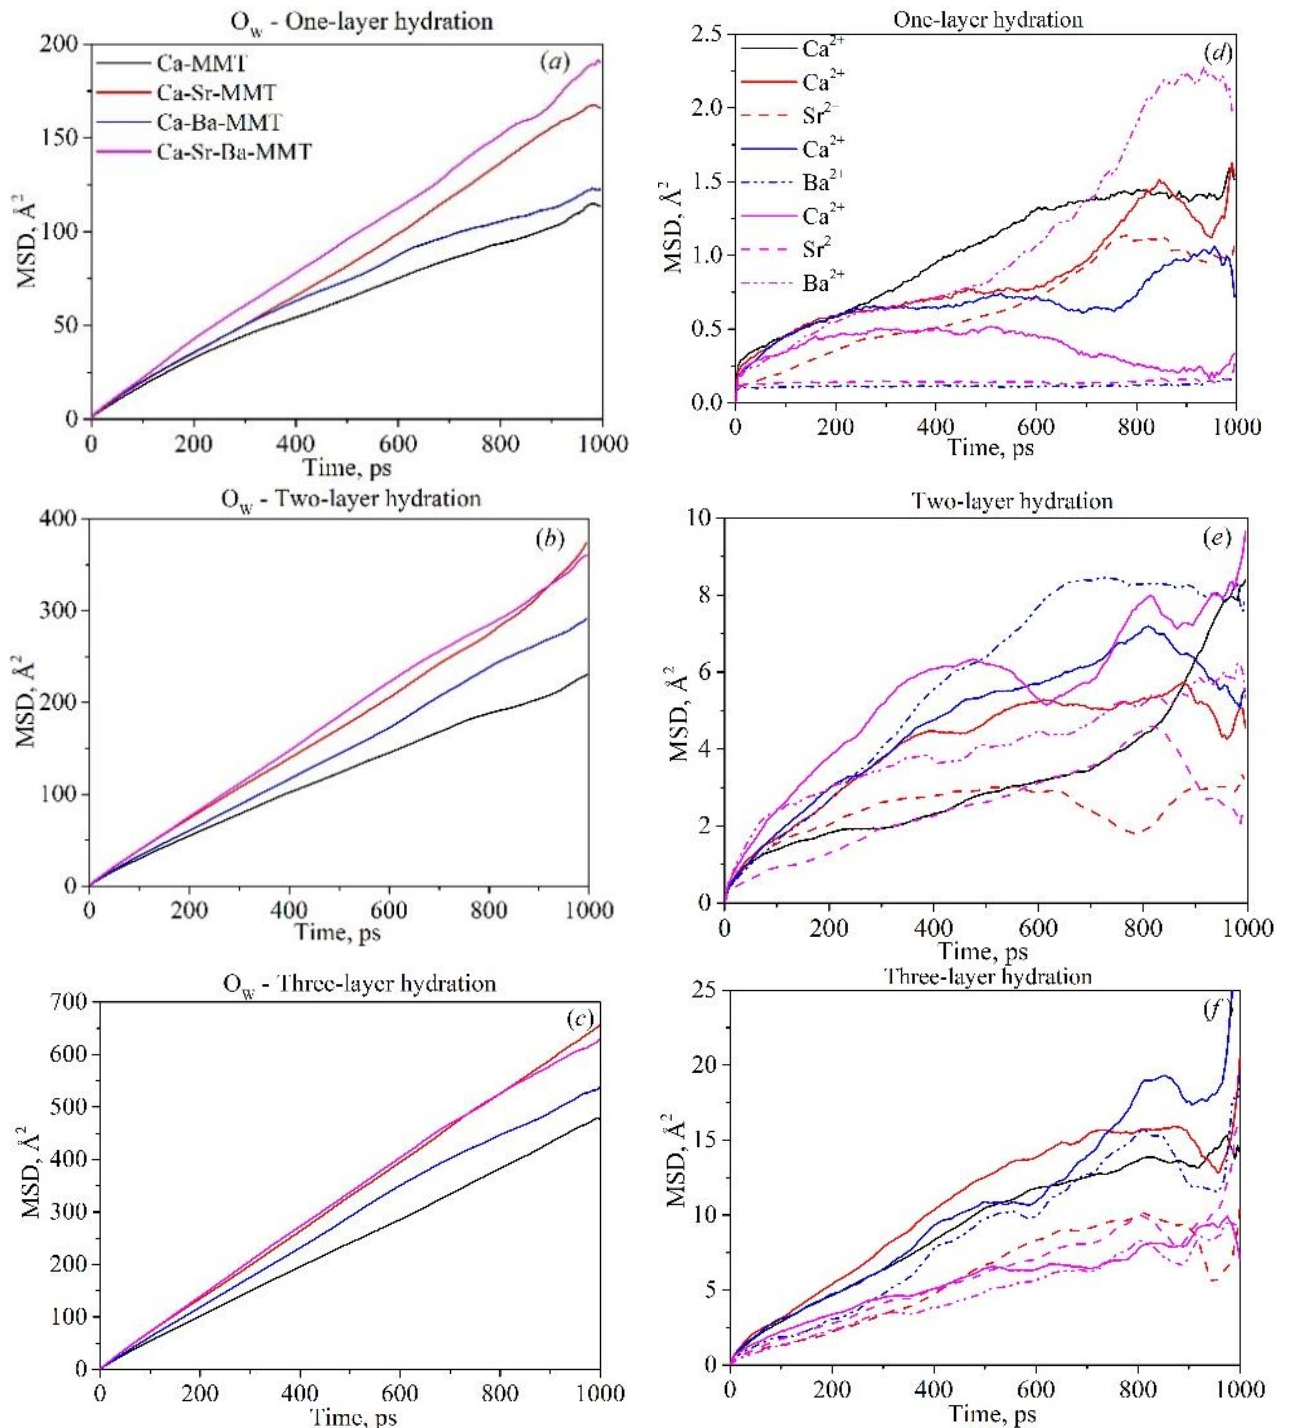 O_w - One-layer hydration
(a)
Ca-MMT
Ca-Sr-MMT
Ca-Ba-MMT
Ca-Sr-Ba-MMT
MSD, Å²
200
150
100
50
0
0 200 400 600 800 1000
Time, ps
One-layer hydration
(d)
Ca²⁺
Ca²⁺
Sr²⁺
Ca²⁺
Ba²⁺
Ca²⁺
Sr²
Ba²⁺
MSD, Å²
2.5
2.0
1.5
1.0
0.5
0.0
0 200 400 600 800 1000
Time, ps
O_w - Two-layer hydration
(b)
MSD, Å²
400
300
200
100
0
0 200 400 600 800 1000
Time, ps
Two-layer hydration
(e)
MSD, Å²
10
8
6
4
2
0
0 200 400 600 800 1000
Time, ps
O_w - Three-layer hydration
(c)
MSD, Å²
700
600
500
400
300
200
100
0
0 200 400 600 800 1000
Time, ps
Three-layer hydration
(f)
MSD, Å²
25
20
15
10
5
0
0 200 400 600 800 1000
Time, ps